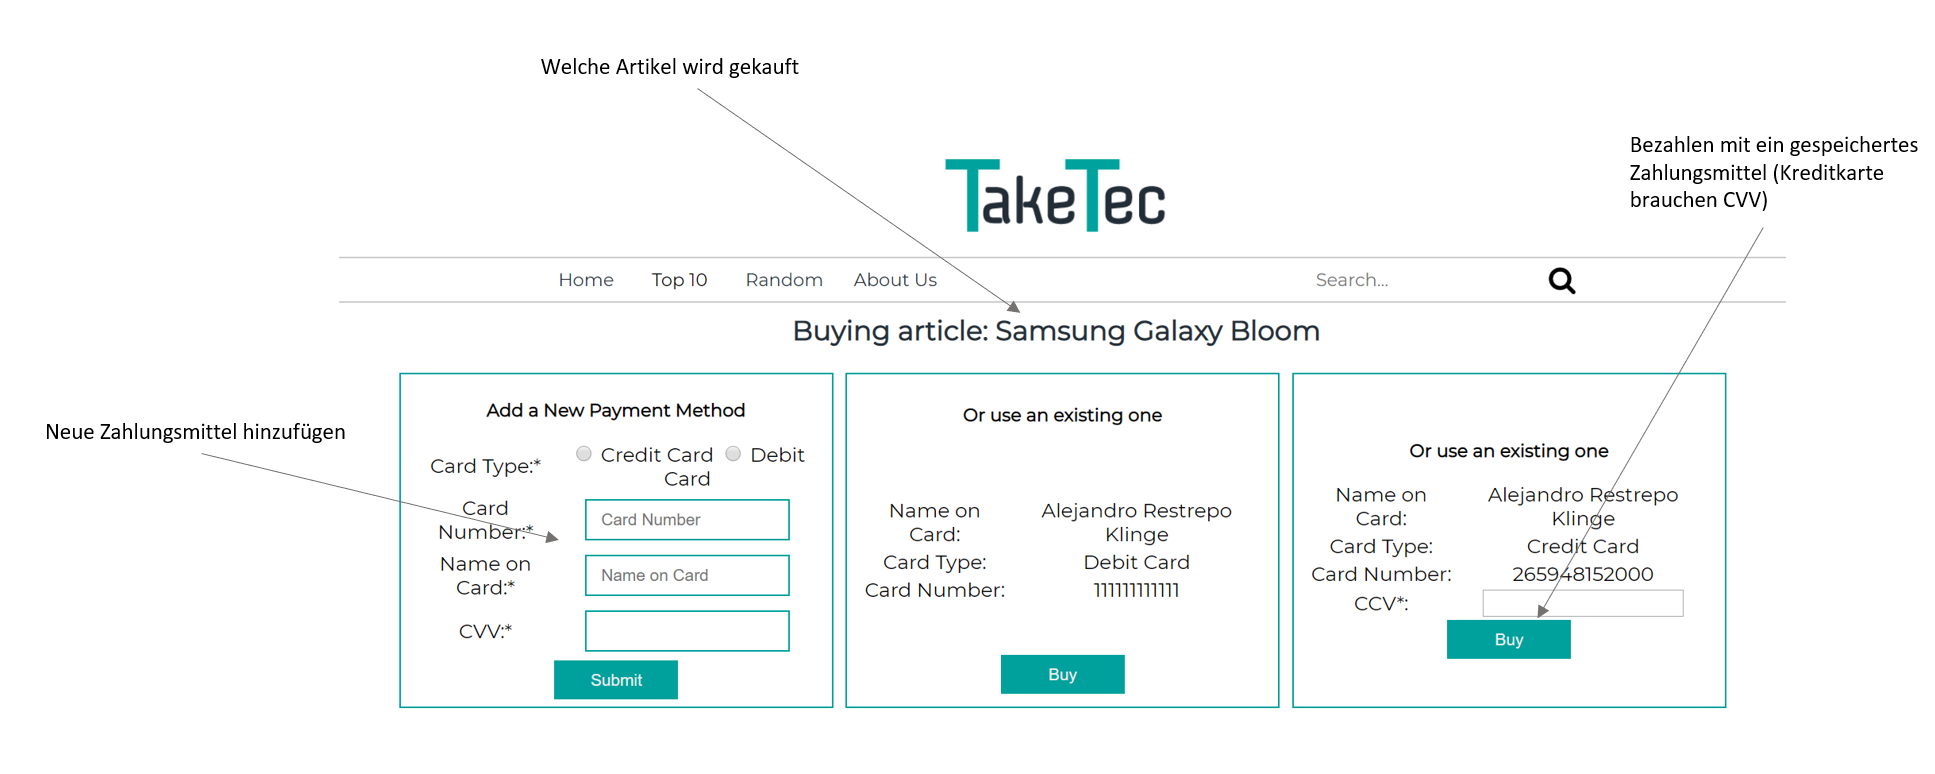 Welche Artikel wird gekauft
Bezahlen mit ein gespeichertes
Zahlungsmittel (Kreditkarte
brauchen CVV)
TakeTec
Home Top 10 Random About Us Search...
Buying article: Samsung Galaxy Bloom
Neue Zahlungsmittel hinzufügen
Add a New Payment Method
Card Type:* Credit Card Debit
Card
Card
Number:*
Card Number
Name on
Card:*
Name on Card
CVV:*
Submit
Or use an existing one
Name on
Card:
Alejandro Restrepo
Klinge
Card Type: Debit Card
Card Number: 111111111111
Buy
Or use an existing one
Name on
Card:
Alejandro Restrepo
Klinge
Card Type: Credit Card
Card Number: 265948152000
CCV*:
Buy